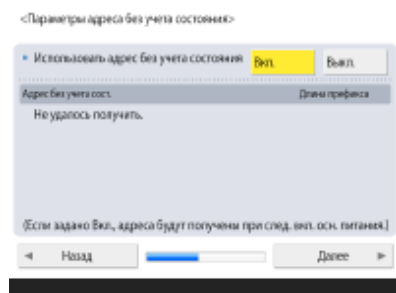 <Параметры адреса без учета состояния>
Использовать адрес без учета состояния Вкл. Выкл.
Адрес без учета сост. Длина префикса
Не удалось получить.
(Если задано Вкл., адреса будут получены при след. вкл. осн. питания.)
Назад Далее